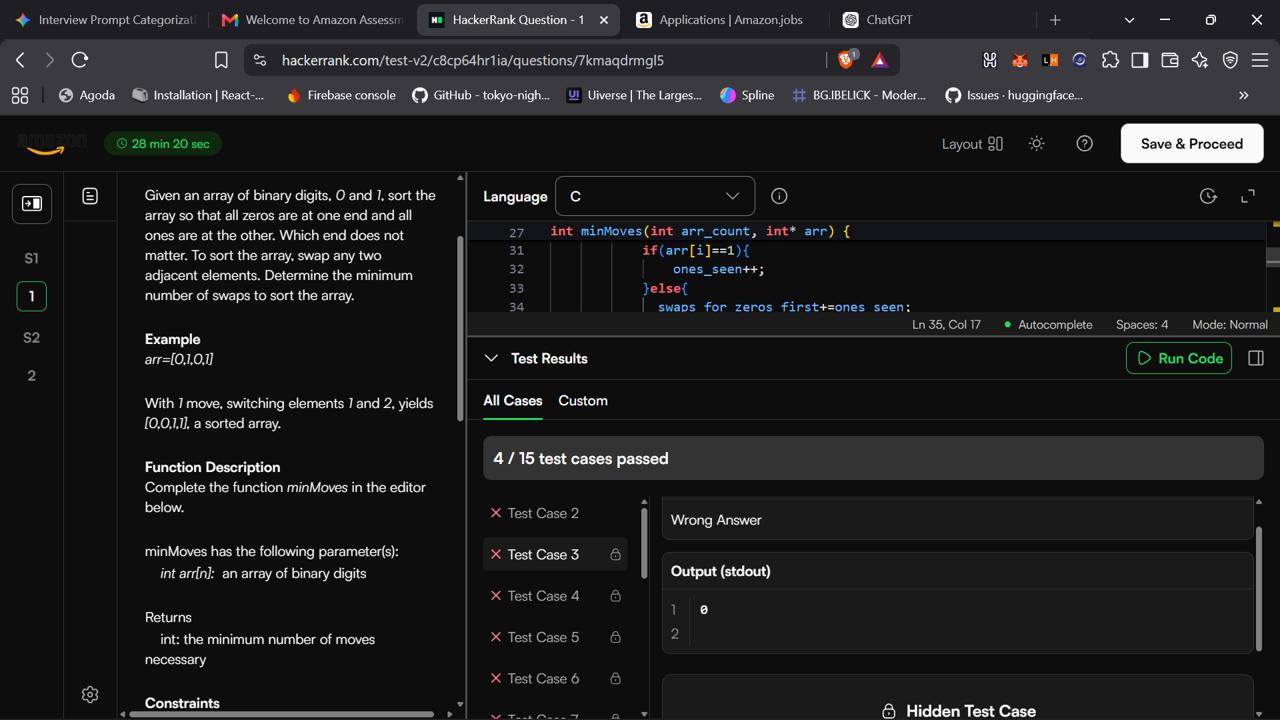 Interview Prompt Categorizati
Welcome to Amazon Assessm
HackerRank Question - 1
Applications | Amazon.jobs
ChatGPT
hackerrank.com/test-v2/c8cp64hr1ia/questions/7kmaqdrmgl5
1
Agoda
Installation | React-...
Firebase console
GitHub - tokyo-nigh...
Uiverse | The Larges...
Spline
BG.IBELICK - Moder...
Issues · huggingface...
amazon
28 min 20 sec
Layout
Save & Proceed
S1
1
S2
2
Given an array of binary digits, 0 and 1, sort the
array so that all zeros are at one end and all
ones are at the other. Which end does not
matter. To sort the array, swap any two
adjacent elements. Determine the minimum
number of swaps to sort the array.
Example
arr=[0,1,0,1]
With 1 move, switching elements 1 and 2, yields
[0,0,1,1], a sorted array.
Function Description
Complete the function minMoves in the editor
below.
minMoves has the following parameter(s):
int arr[n]: an array of binary digits
Returns
int: the minimum number of moves
necessary
Constraints
Language
C
27 int minMoves(int arr_count, int* arr) {
31 if(arr[i]==1){
32 ones_seen++;
33 }else{
34 swaps_for_zeros_first+=ones_seen;
Ln 35, Col 17
Autocomplete
Spaces: 4
Mode: Normal
Test Results
Run Code
All Cases
Custom
4 / 15 test cases passed
Test Case 2
Test Case 3
Test Case 4
Test Case 5
Test Case 6
Test Case 7
Wrong Answer
Output (stdout)
1 0
2
Hidden Test Case